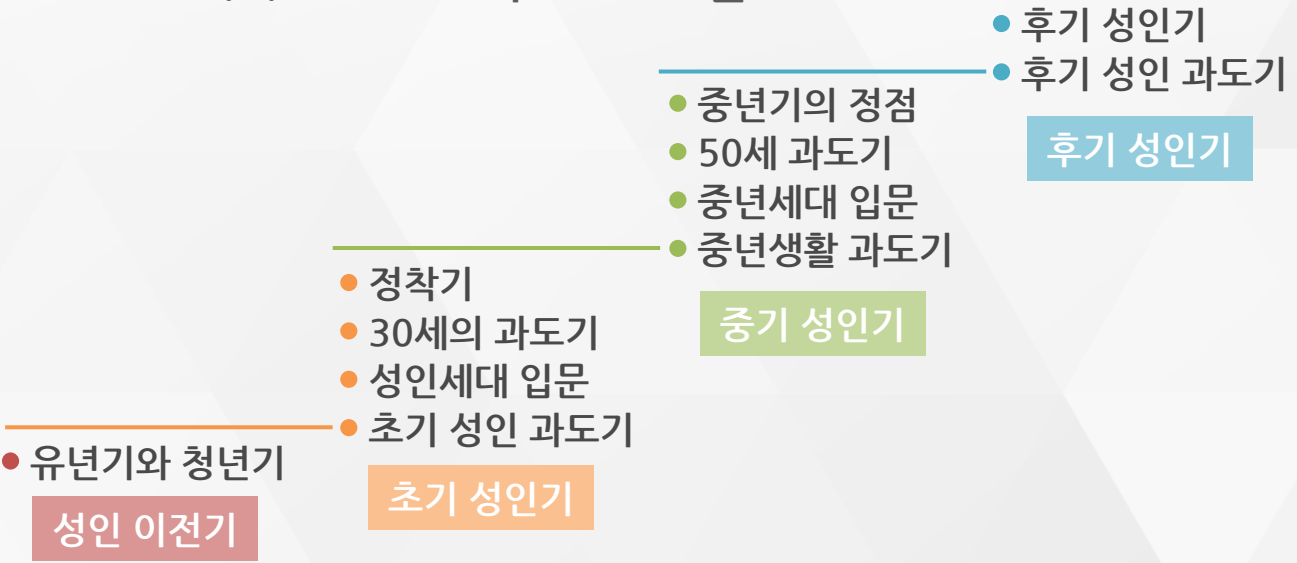 후기 성인기
후기 성인 과도기
후기 성인기
중년기의 정점
50세 과도기
중년세대 입문
중년생활 과도기
중기 성인기
정착기
30세의 과도기
성인세대 입문
초기 성인 과도기
초기 성인기
유년기와 청년기
성인 이전기